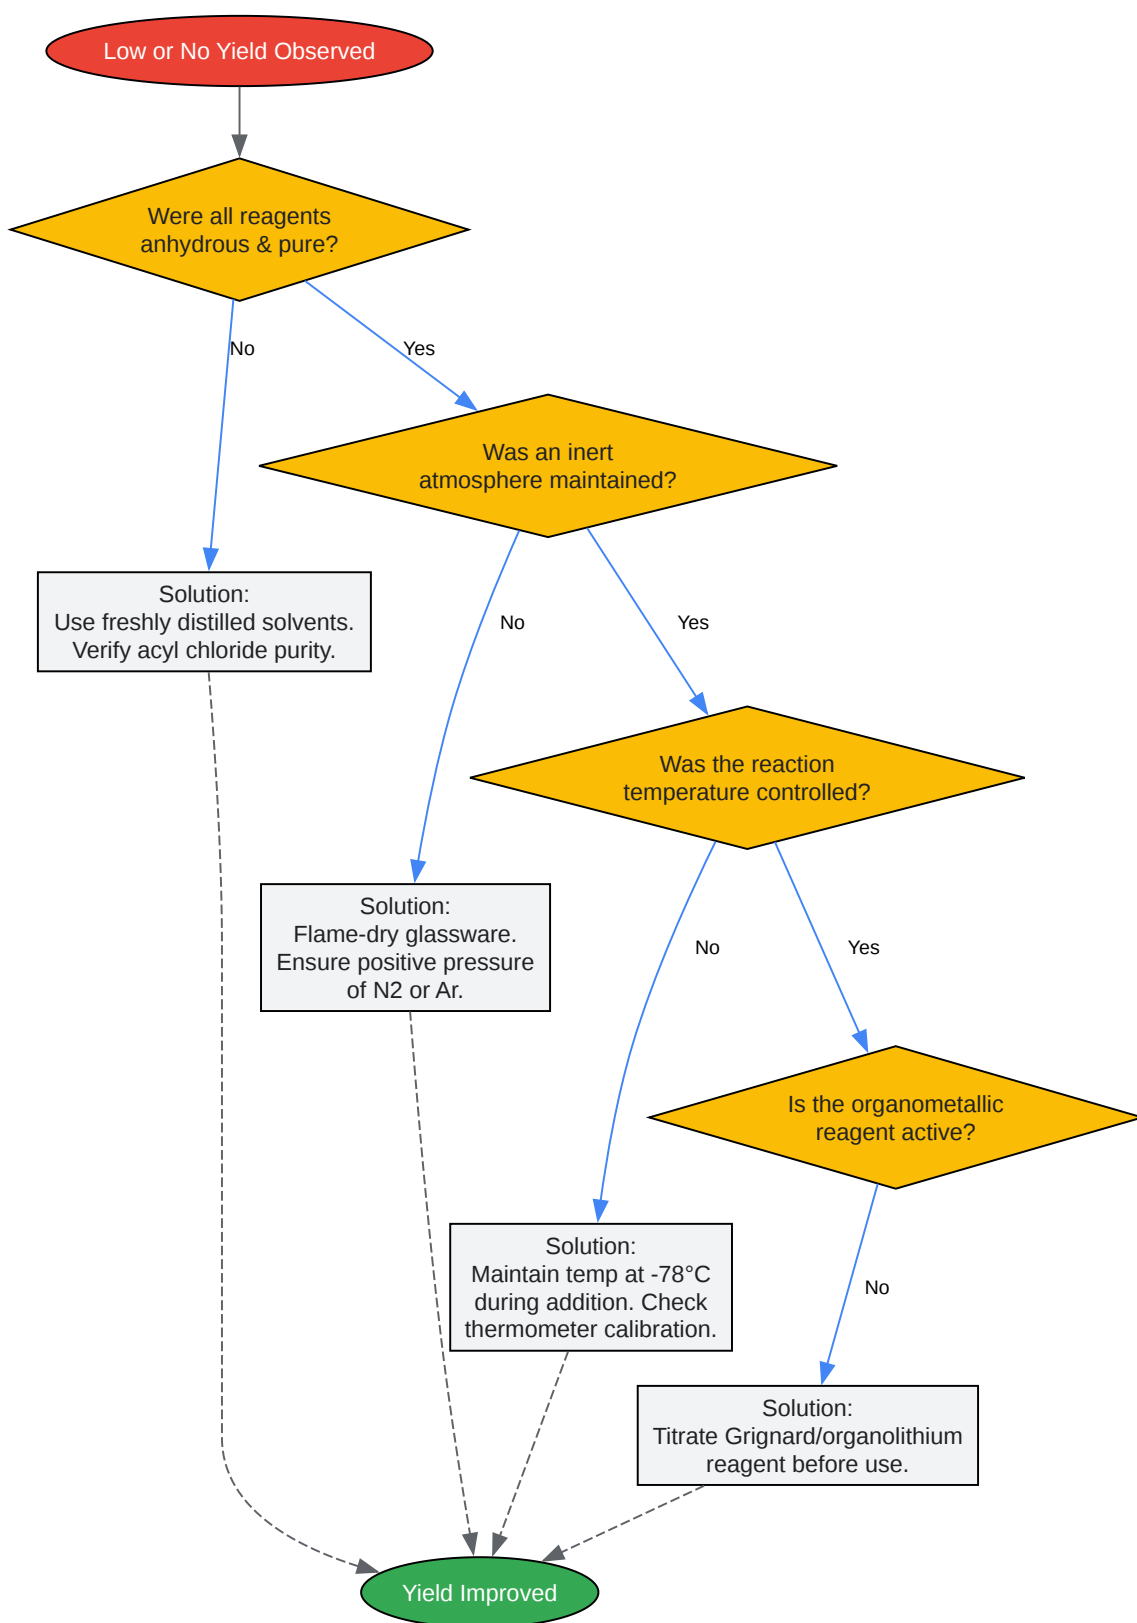 Low or No Yield Observed
Were all reagents
anhydrous & pure?
No
Yes
Was an inert
atmosphere maintained?
Solution:
Use freshly distilled solvents.
Verify acyl chloride purity.
No
Yes
Was the reaction
temperature controlled?
Solution:
Flame-dry glassware.
Ensure positive pressure
of N2 or Ar.
No
Yes
Is the organometallic
reagent active?
Solution:
Maintain temp at -78°C
during addition. Check
thermometer calibration.
No
Solution:
Titrate Grignard/organolithium
reagent before use.
Yield Improved